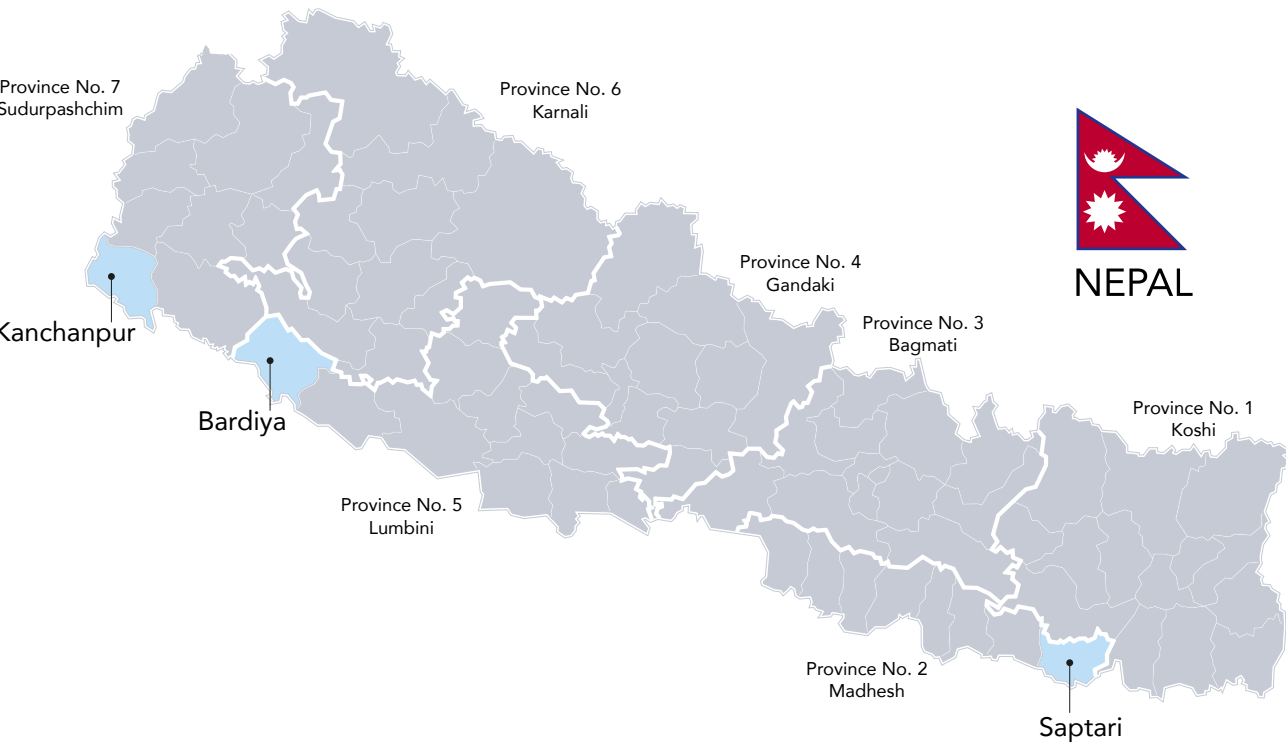 Province No. 7
Sudurpashchim
Province No. 6
Karnali
NEPAL
Province No. 4
Gandaki
Province No. 3
Bagmati
Kanchanpur
Bardiya
Province No. 1
Koshi
Province No. 5
Lumbini
Province No. 2
Madhesh
Saptari